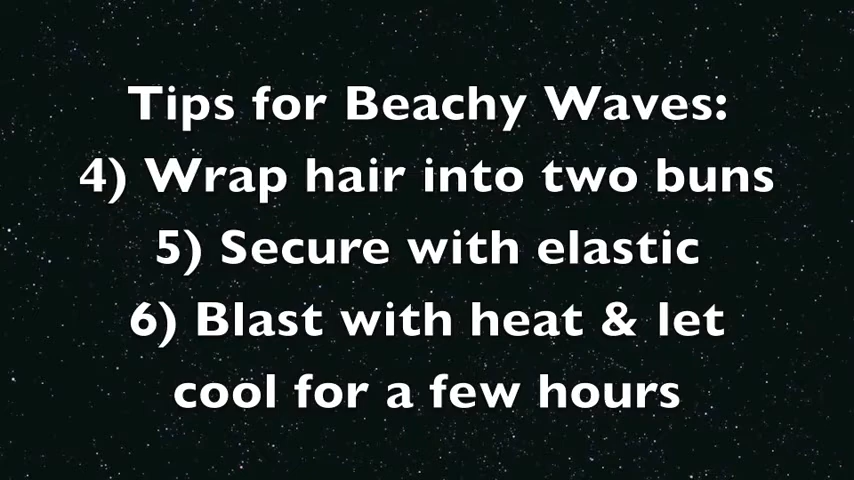 Tips for Beachy Waves:
4) Wrap hair into two buns
5) Secure with elastic
6) Blast with heat & let
cool for a few hours